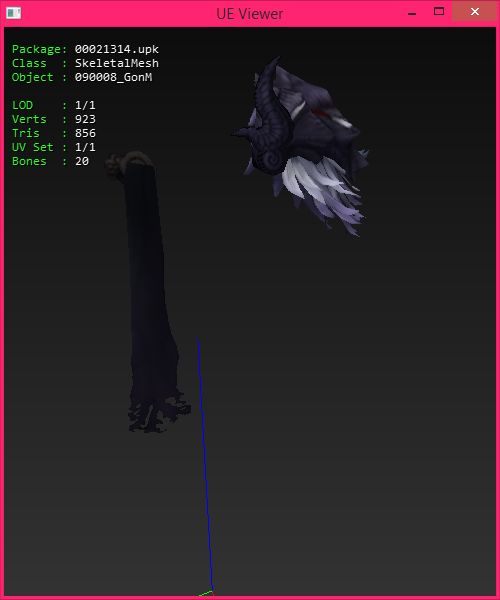 UE Viewer
Package: 00021314.upk
Class : SkeletalMesh
Object : 090008_GonM
LOD : 1/1
Verts : 923
Tris : 856
UV Set : 1/1
Bones : 20